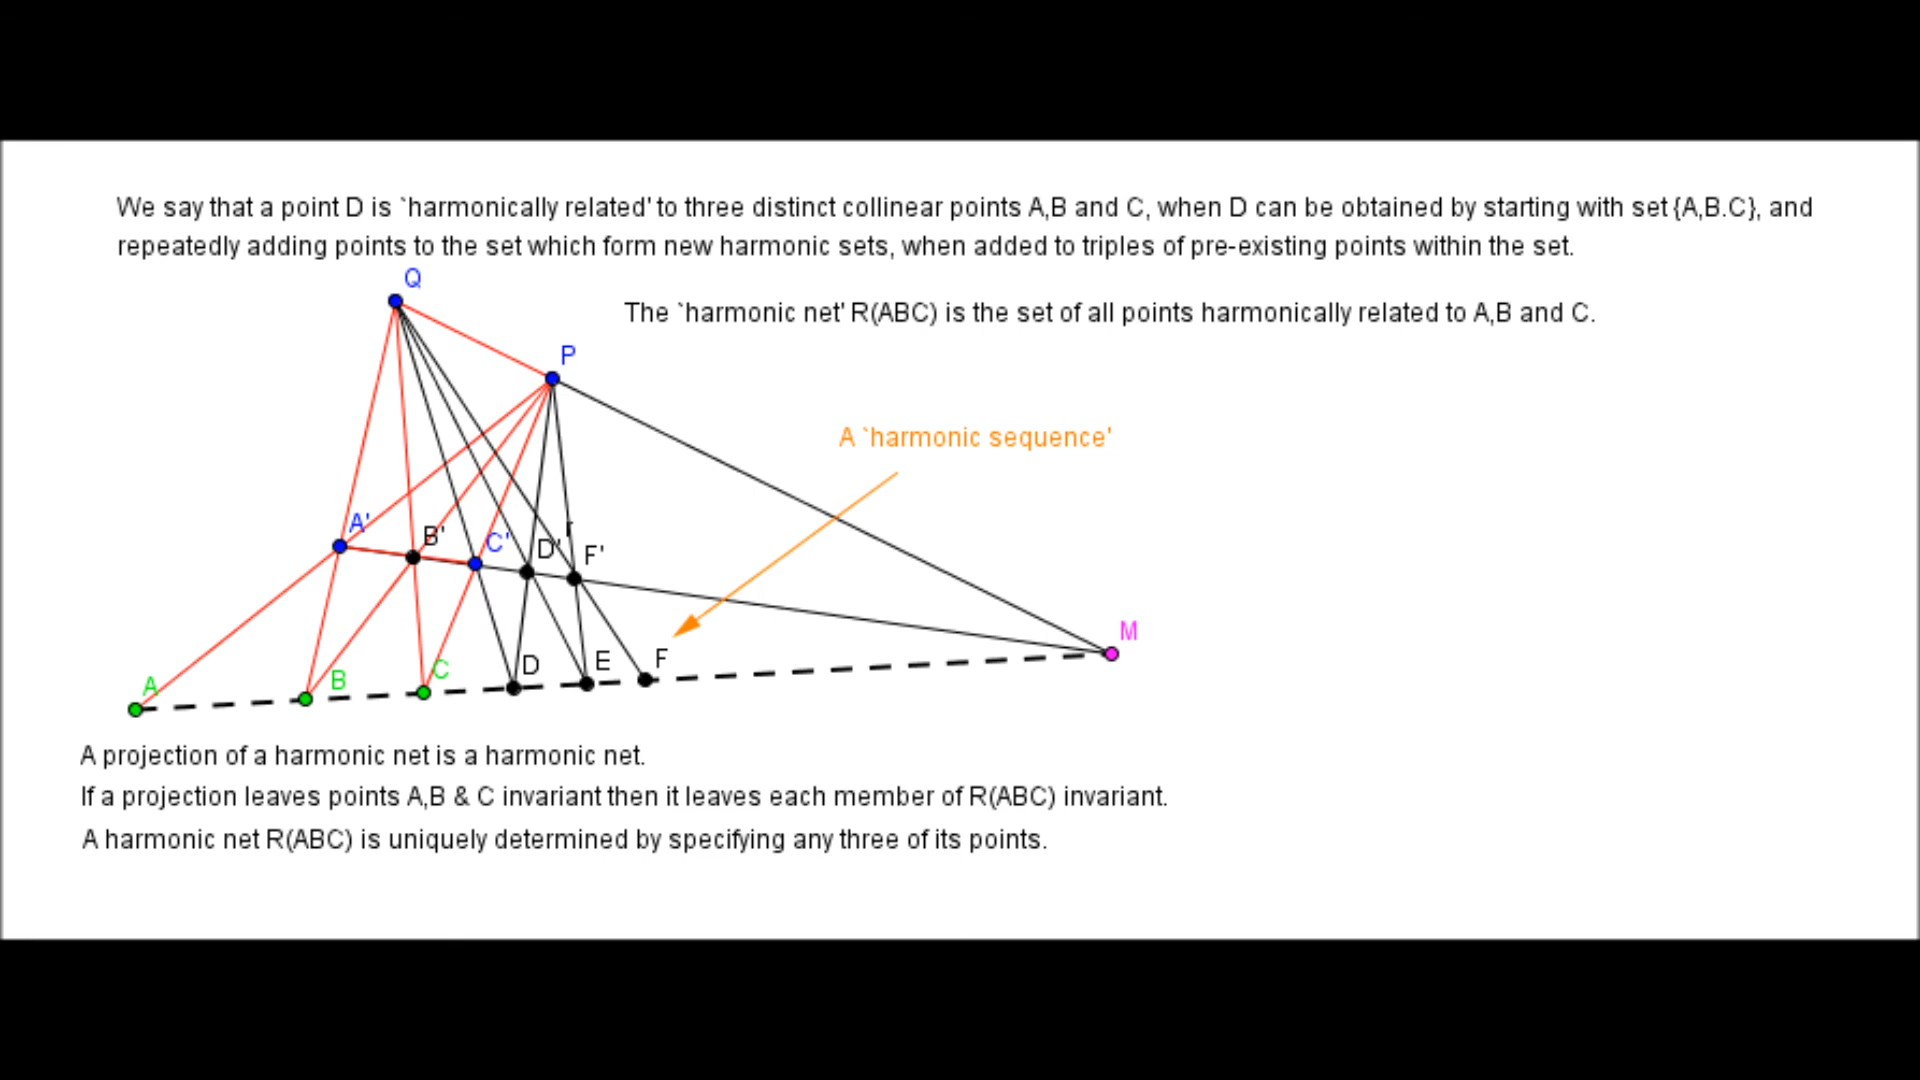 We say that a point D is `harmonically related' to three distinct collinear points A,B and C, when D can be obtained by starting with set {A,B.C}, and
repeatedly adding points to the set which form new harmonic sets, when added to triples of pre-existing points within the set.
Q
The `harmonic net' R(ABC) is the set of all points harmonically related to A,B and C.
P
A `harmonic sequence'
A'
B'
C'
D'
F'
M
A
B
C
D
E
F
A projection of a harmonic net is a harmonic net.
If a projection leaves points A,B & C invariant then it leaves each member of R(ABC) invariant.
A harmonic net R(ABC) is uniquely determined by specifying any three of its points.